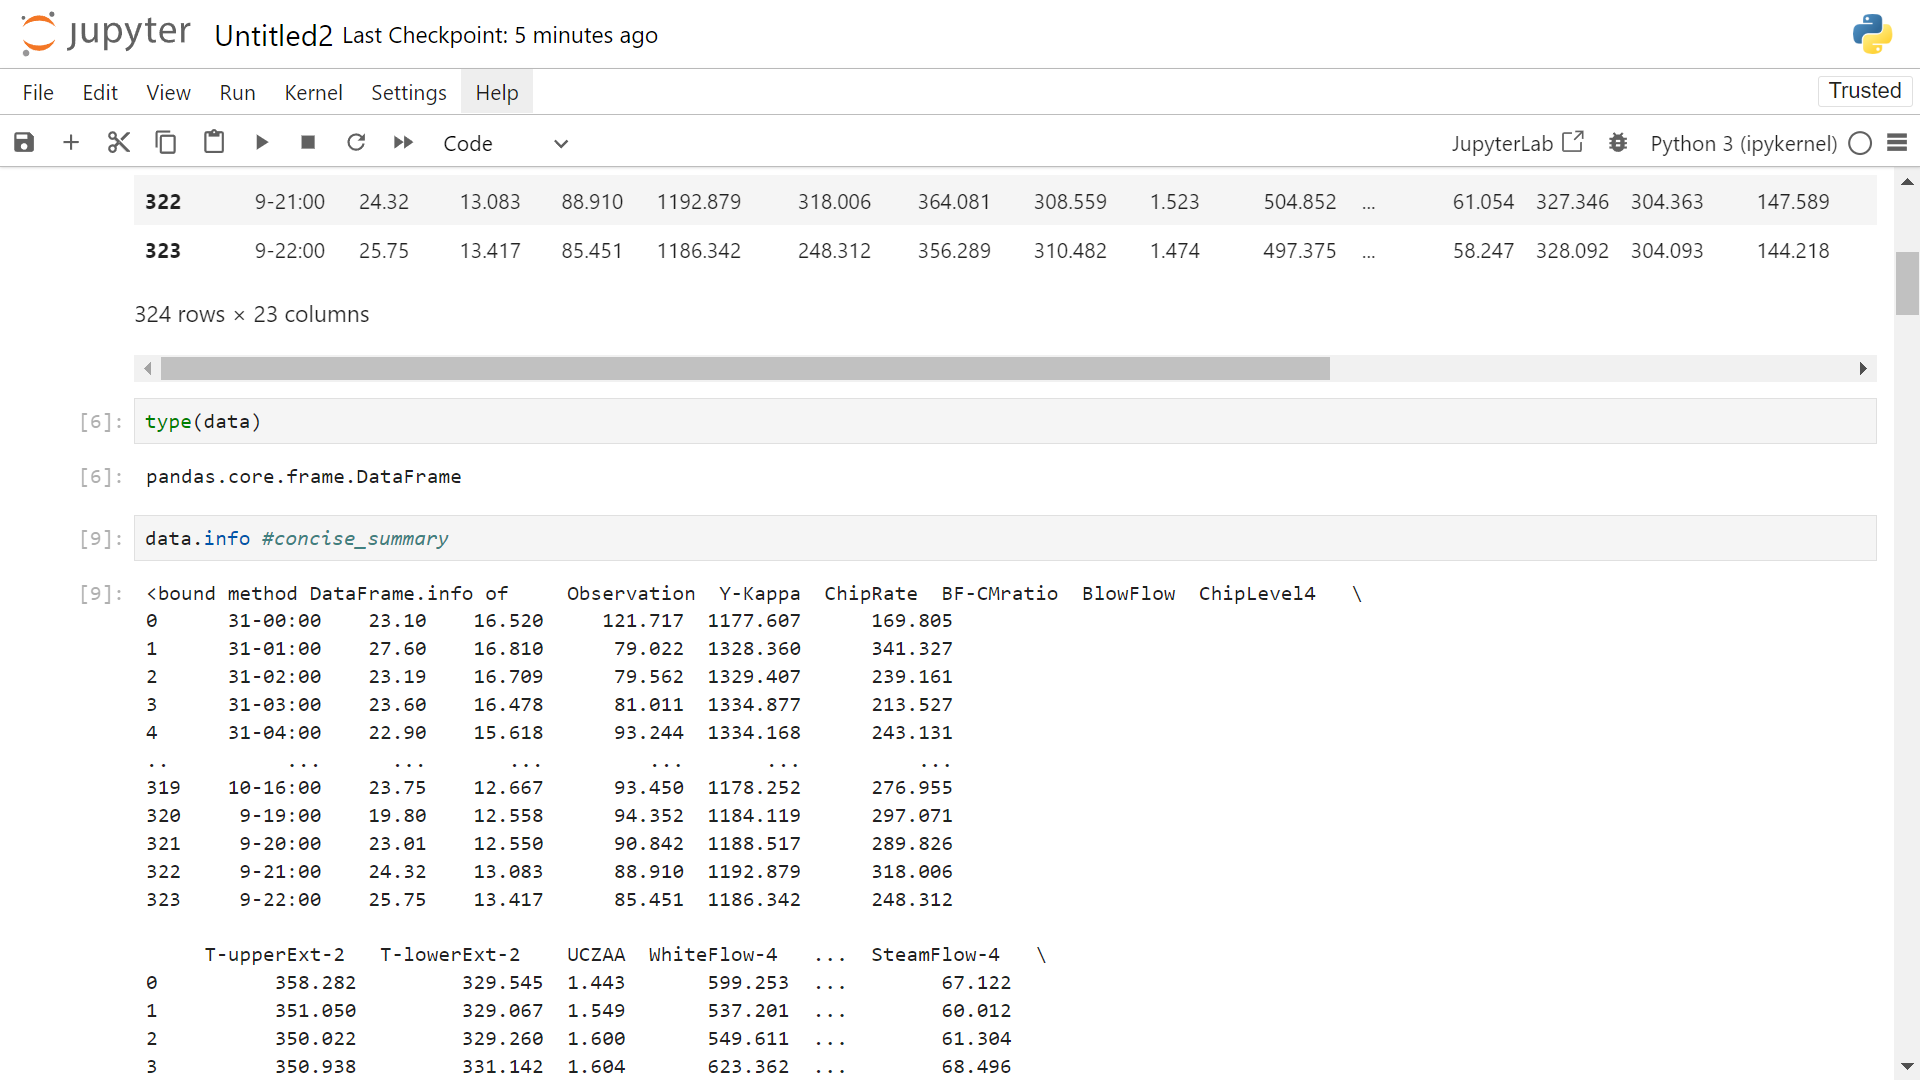 jupyter Untitled2 Last Checkpoint: 5 minutes ago
File Edit View Run Kernel Settings Help Trusted
Code JupyterLab Python 3 (ipykernel)
322 9-21:00 24.32 13.083 88.910 1192.879 318.006 364.081 308.559 1.523 504.852 ... 61.054 327.346 304.363 147.589
323 9-22:00 25.75 13.417 85.451 1186.342 248.312 356.289 310.482 1.474 497.375 ... 58.247 328.092 304.093 144.218
324 rows × 23 columns
[6]: type(data)
[6]: pandas.core.frame.DataFrame
[9]: data.info #concise_summary
[9]: <bound method DataFrame.info of Observation Y-Kappa ChipRate BF-CMratio BlowFlow ChipLevel4 \
0 31-00:00 23.10 16.520 121.717 1177.607 169.805
1 31-01:00 27.60 16.810 79.022 1328.360 341.327
2 31-02:00 23.19 16.709 79.562 1329.407 239.161
3 31-03:00 23.60 16.478 81.011 1334.877 213.527
4 31-04:00 22.90 15.618 93.244 1334.168 243.131
.. ... ... ... ... ... ...
319 10-16:00 23.75 12.667 93.450 1178.252 276.955
320 9-19:00 19.80 12.558 94.352 1184.119 297.071
321 9-20:00 23.01 12.550 90.842 1188.517 289.826
322 9-21:00 24.32 13.083 88.910 1192.879 318.006
323 9-22:00 25.75 13.417 85.451 1186.342 248.312
T-upperExt-2 T-lowerExt-2 UCZAA WhiteFlow-4 ... SteamFlow-4 \
0 358.282 329.545 1.443 599.253 ... 67.122
1 351.050 329.067 1.549 537.201 ... 60.012
2 350.022 329.260 1.600 549.611 ... 61.304
3 350.938 331.142 1.604 623.362 ... 68.496